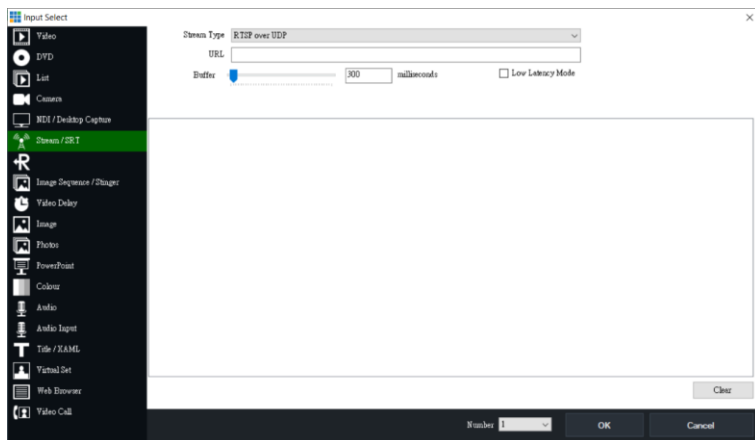 Input Select
Video
DVD
List
Camera
NDI / Desktop Capture
Stream / SRT
Image Sequence / Stinger
Video Delay
Image
Photos
PowerPoint
Colour
Audio
Audio Input
Title / XAML
Virtual Set
Web Browser
Video Call
Stream Type RTSP over UDP
URL
Buffer 300 milliseconds Low Latency Mode
Clear
Number 1 OK Cancel